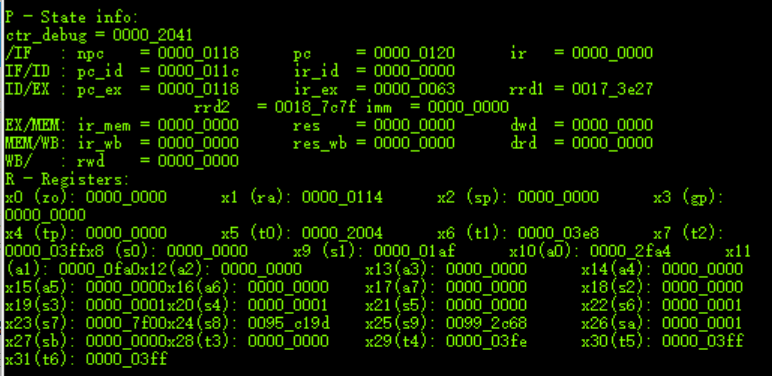 P - State info:
ctr_debug = 0000_2041
/IF    : npc    = 0000_0118    pc    = 0000_0120    ir    = 0000_0000
IF/ID : pc_id  = 0000_011c    ir_id  = 0000_0000
ID/EX : pc_ex  = 0000_0118    ir_ex  = 0000_0063    rrd1 = 0017_3e27
rrd2    = 0018_7c7f imm  = 0000_0000
EX/MEM: ir_mem = 0000_0000    res    = 0000_0000    dwd  = 0000_0000
MEM/WB: ir_wb  = 0000_0000    res_wb = 0000_0000    drd  = 0000_0000
WB/    : rwd    = 0000_0000
R - Registers:
x0 (zo): 0000_0000    x1 (ra): 0000_0114    x2 (sp): 0000_0000    x3 (gp):
0000_0000
x4 (tp): 0000_0000    x5 (t0): 0000_2004    x6 (t1): 0000_03e8    x7 (t2):
0000_03ffx8 (s0): 0000_0000    x9 (s1): 0000_01af    x10(a0): 0000_2fa4    x11
(a1): 0000_0fa0x12(a2): 0000_0000    x13(a3): 0000_0000    x14(a4): 0000_0000
x15(a5): 0000_0000x16(a6): 0000_0000    x17(a7): 0000_0000    x18(s2): 0000_0000
x19(s3): 0000_0001x20(s4): 0000_0001    x21(s5): 0000_0000    x22(s6): 0000_0001
x23(s7): 0000_7f00x24(s8): 0095_c19d    x25(s9): 0099_2c68    x26(sa): 0000_0001
x27(sb): 0000_0000x28(t3): 0000_0000    x29(t4): 0000_03fe    x30(t5): 0000_03ff
x31(t6): 0000_03ff